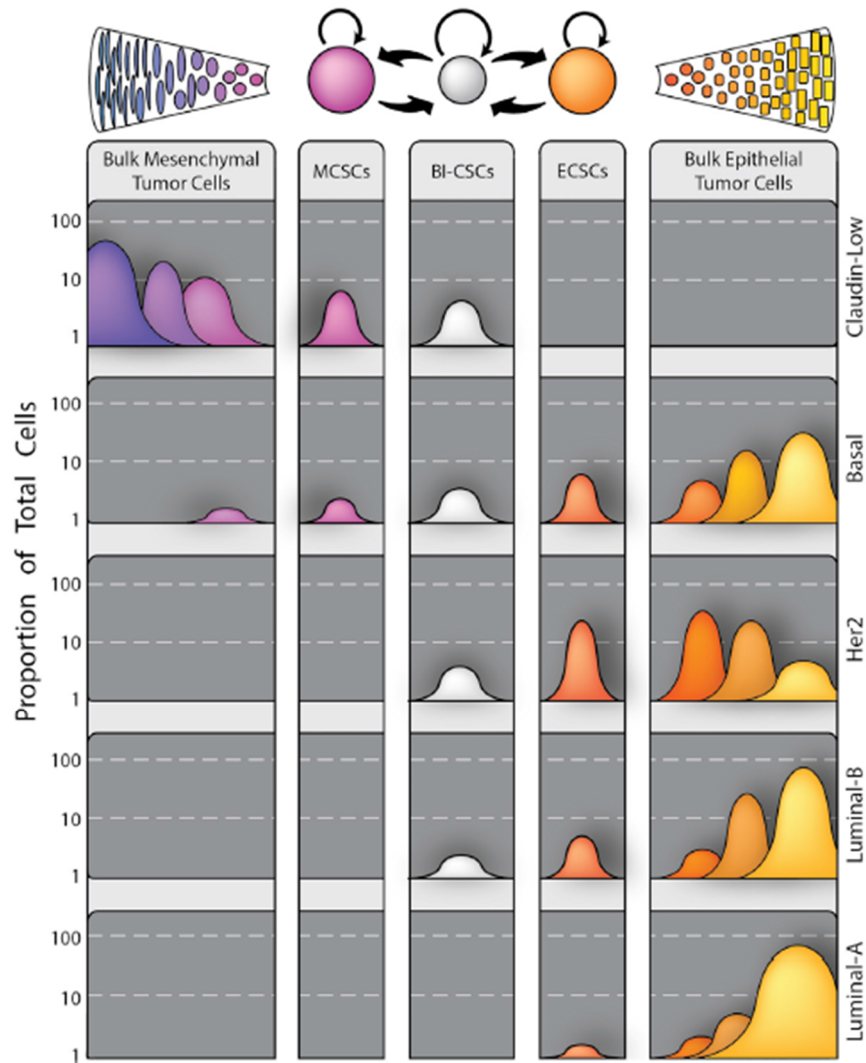 Bulk Mesenchymal
Tumor Cells
MCSCs
BI-CSCs
ECSCs
Bulk Epithelial
Tumor Cells
Proportion of Total Cells
100
10
1
Claudin-Low
100
10
1
Basal
100
10
1
Her2
100
10
1
Luminal-B
100
10
1
Luminal-A